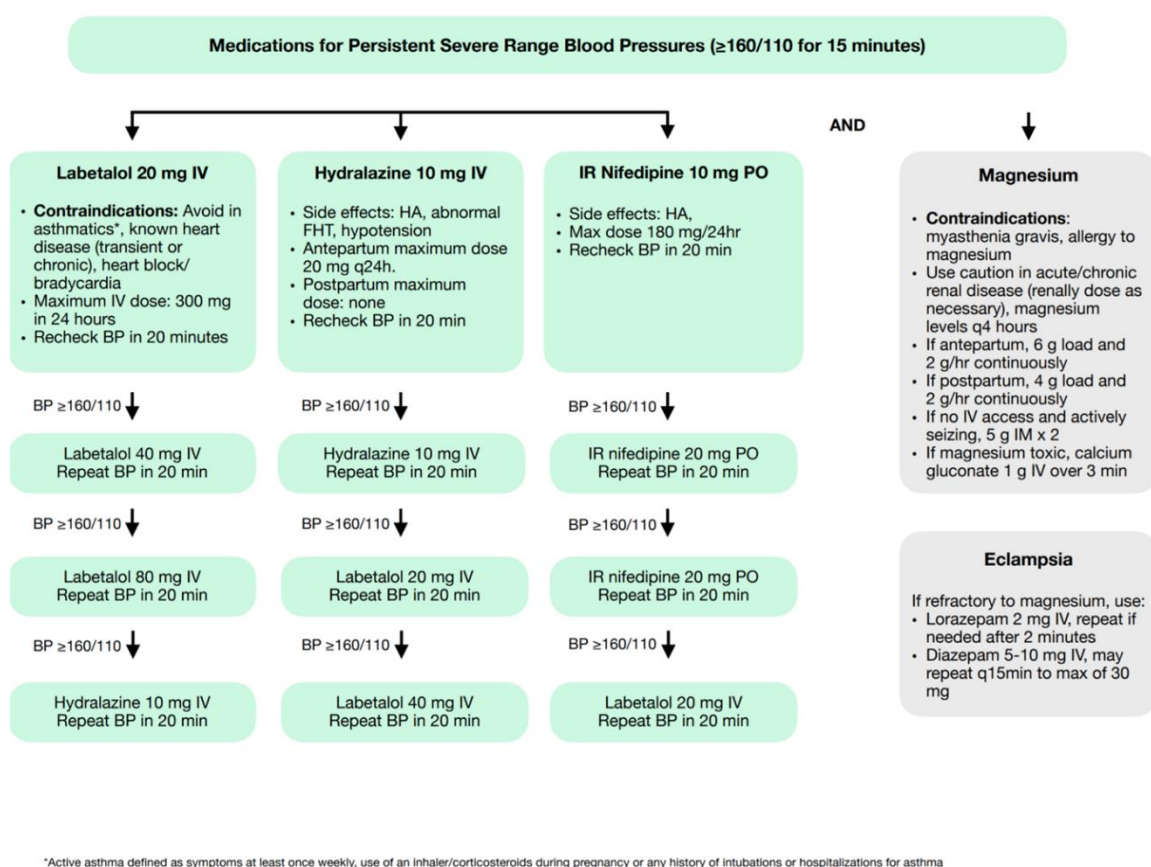 Medications for Persistent Severe Range Blood Pressures (≥160/110 for 15 minutes)
AND
Labetalol 20 mg IV
• Contraindications: Avoid in
asthmatics*, known heart
disease (transient or
chronic), heart block/
bradycardia
• Maximum IV dose: 300 mg
in 24 hours
• Recheck BP in 20 minutes
BP ≥160/110
Labetalol 40 mg IV
Repeat BP in 20 min
BP ≥160/110
Labetalol 80 mg IV
Repeat BP in 20 min
BP ≥160/110
Hydralazine 10 mg IV
Repeat BP in 20 min
Hydralazine 10 mg IV
• Side effects: HA, abnormal
FHT, hypotension
• Antepartum maximum dose
20 mg q24h.
• Postpartum maximum
dose: none
• Recheck BP in 20 min
BP ≥160/110
Hydralazine 10 mg IV
Repeat BP in 20 min
BP ≥160/110
Labetalol 20 mg IV
Repeat BP in 20 min
BP ≥160/110
Labetalol 40 mg IV
Repeat BP in 20 min
IR Nifedipine 10 mg PO
• Side effects: HA,
• Max dose 180 mg/24hr
• Recheck BP in 20 min
BP ≥160/110
IR nifedipine 20 mg PO
Repeat BP in 20 min
BP ≥160/110
IR nifedipine 20 mg PO
Repeat BP in 20 min
BP ≥160/110
Labetalol 20 mg IV
Repeat BP in 20 min
Magnesium
• Contraindications:
myasthenia gravis, allergy to
magnesium
• Use caution in acute/chronic
renal disease (renally dose as
necessary), magnesium
levels q4 hours
• If antepartum, 6 g load and
2 g/hr continuously
• If postpartum, 4 g load and
2 g/hr continuously
• If no IV access and actively
seizing, 5 g IM x 2
• If magnesium toxic, calcium
gluconate 1 g IV over 3 min
Eclampsia
If refractory to magnesium, use:
• Lorazepam 2 mg IV, repeat if
needed after 2 minutes
• Diazepam 5-10 mg IV, may
repeat q15min to max of 30
mg
*Active asthma defined as symptoms at least once weekly, use of an inhaler/corticosteroids during pregnancy or any history of intubations or hospitalizations for asthma